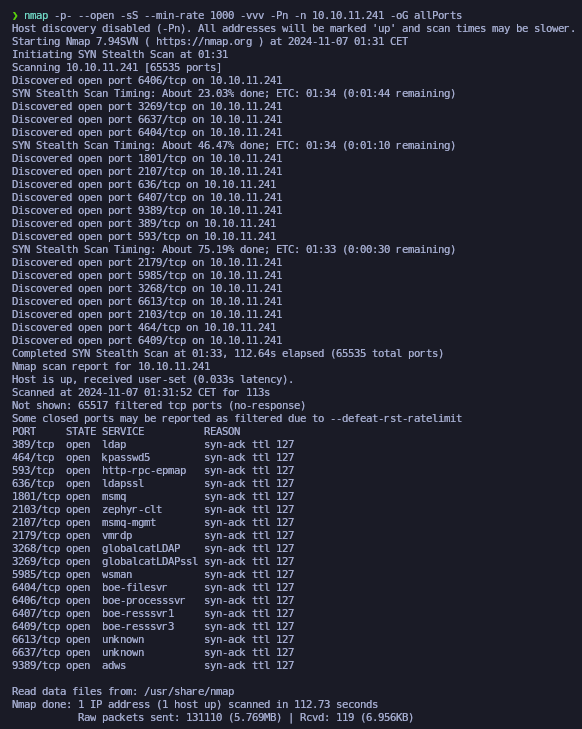 ❯ nmap -p- --open -sS --min-rate 1000 -vvv -Pn -n 10.10.11.241 -oG allPorts
Host discovery disabled (-Pn). All addresses will be marked 'up' and scan times may be slower.
Starting Nmap 7.94SVN ( https://nmap.org ) at 2024-11-07 01:31 CET
Initiating SYN Stealth Scan at 01:31
Scanning 10.10.11.241 [65535 ports]
Discovered open port 6406/tcp on 10.10.11.241
SYN Stealth Scan Timing: About 23.03% done; ETC: 01:34 (0:01:44 remaining)
Discovered open port 3269/tcp on 10.10.11.241
Discovered open port 6637/tcp on 10.10.11.241
Discovered open port 6404/tcp on 10.10.11.241
SYN Stealth Scan Timing: About 46.47% done; ETC: 01:34 (0:01:10 remaining)
Discovered open port 1801/tcp on 10.10.11.241
Discovered open port 2107/tcp on 10.10.11.241
Discovered open port 636/tcp on 10.10.11.241
Discovered open port 6407/tcp on 10.10.11.241
Discovered open port 9389/tcp on 10.10.11.241
Discovered open port 389/tcp on 10.10.11.241
Discovered open port 593/tcp on 10.10.11.241
SYN Stealth Scan Timing: About 75.19% done; ETC: 01:33 (0:00:30 remaining)
Discovered open port 2179/tcp on 10.10.11.241
Discovered open port 5985/tcp on 10.10.11.241
Discovered open port 3268/tcp on 10.10.11.241
Discovered open port 6613/tcp on 10.10.11.241
Discovered open port 2103/tcp on 10.10.11.241
Discovered open port 464/tcp on 10.10.11.241
Discovered open port 6409/tcp on 10.10.11.241
Completed SYN Stealth Scan at 01:33, 112.64s elapsed (65535 total ports)
Nmap scan report for 10.10.11.241
Host is up, received user-set (0.033s latency).
Scanned at 2024-11-07 01:31:52 CET for 113s
Not shown: 65517 filtered tcp ports (no-response)
Some closed ports may be reported as filtered due to --defeat-rst-ratelimit
PORT     STATE SERVICE          REASON
389/tcp  open  ldap             syn-ack ttl 127
464/tcp  open  kpasswd5         syn-ack ttl 127
593/tcp  open  http-rpc-epmap   syn-ack ttl 127
636/tcp  open  ldapssl          syn-ack ttl 127
1801/tcp open  msmq             syn-ack ttl 127
2103/tcp open  zephyr-clt       syn-ack ttl 127
2107/tcp open  msmq-mgmt        syn-ack ttl 127
2179/tcp open  vmrdp            syn-ack ttl 127
3268/tcp open  globalcatLDAP    syn-ack ttl 127
3269/tcp open  globalcatLDAPssl syn-ack ttl 127
5985/tcp open  wsman            syn-ack ttl 127
6404/tcp open  boe-filesvr      syn-ack ttl 127
6406/tcp open  boe-processsvr   syn-ack ttl 127
6407/tcp open  boe-resssvr1     syn-ack ttl 127
6409/tcp open  boe-resssvr3     syn-ack ttl 127
6613/tcp open  unknown          syn-ack ttl 127
6637/tcp open  unknown          syn-ack ttl 127
9389/tcp open  adws             syn-ack ttl 127
Read data files from: /usr/share/nmap
Nmap done: 1 IP address (1 host up) scanned in 112.73 seconds
Raw packets sent: 131110 (5.769MB) | Rcvd: 119 (6.956KB)